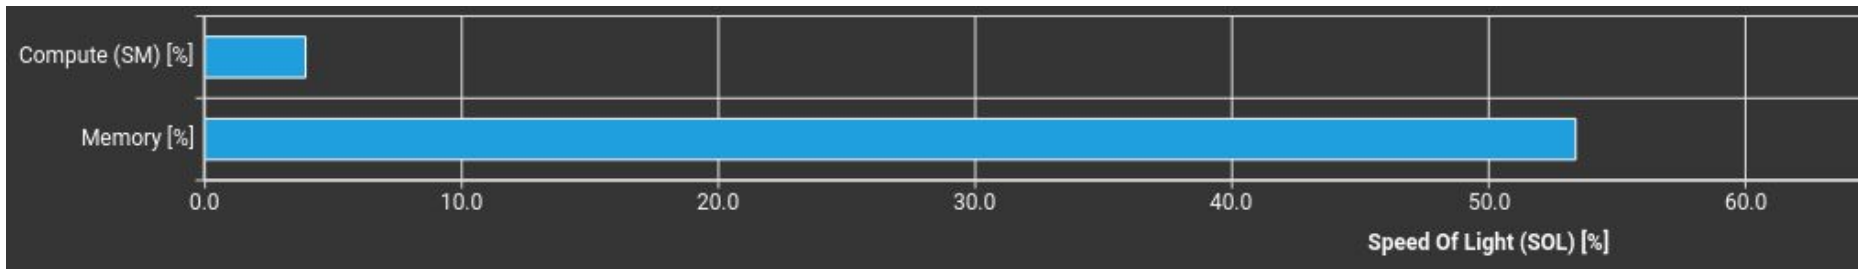 Compute (SM) [%]
Memory [%]
0.0 10.0 20.0 30.0 40.0 50.0 60.0
Speed Of Light (SOL) [%]